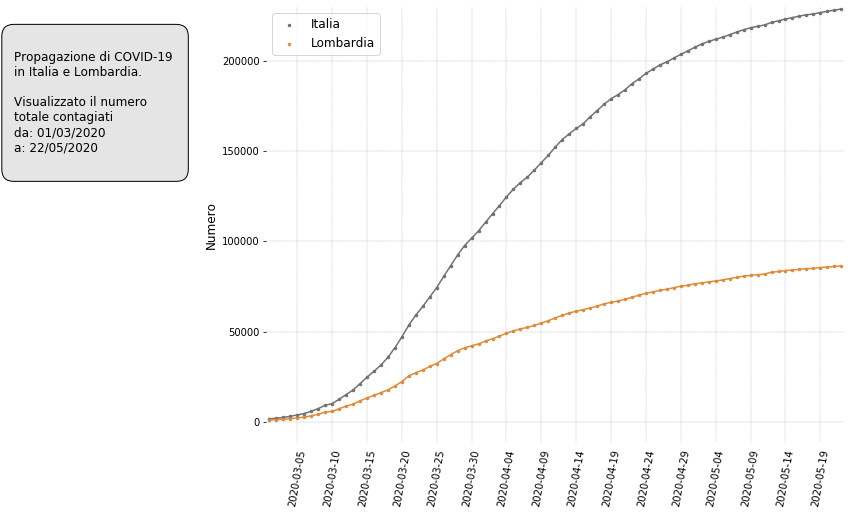 Propagazione di COVID-19
in Italia e Lombardia.
Visualizzato il numero
totale contagiati
da: 01/03/2020
a: 22/05/2020
Italia
Lombardia
Numero
200000
150000
100000
50000
0
2020-03-05
2020-03-10
2020-03-15
2020-03-20
2020-03-25
2020-03-30
2020-04-04
2020-04-09
2020-04-14
2020-04-19
2020-04-24
2020-04-29
2020-05-04
2020-05-09
2020-05-14
2020-05-19